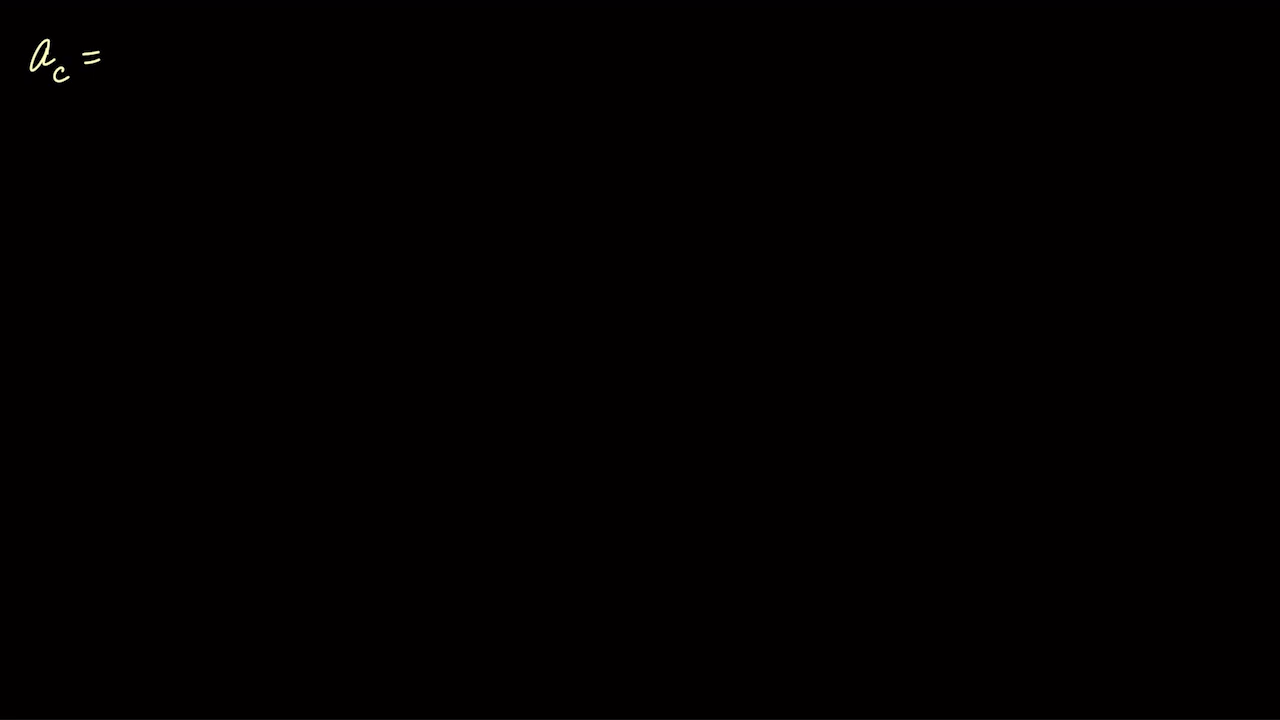 a_c =